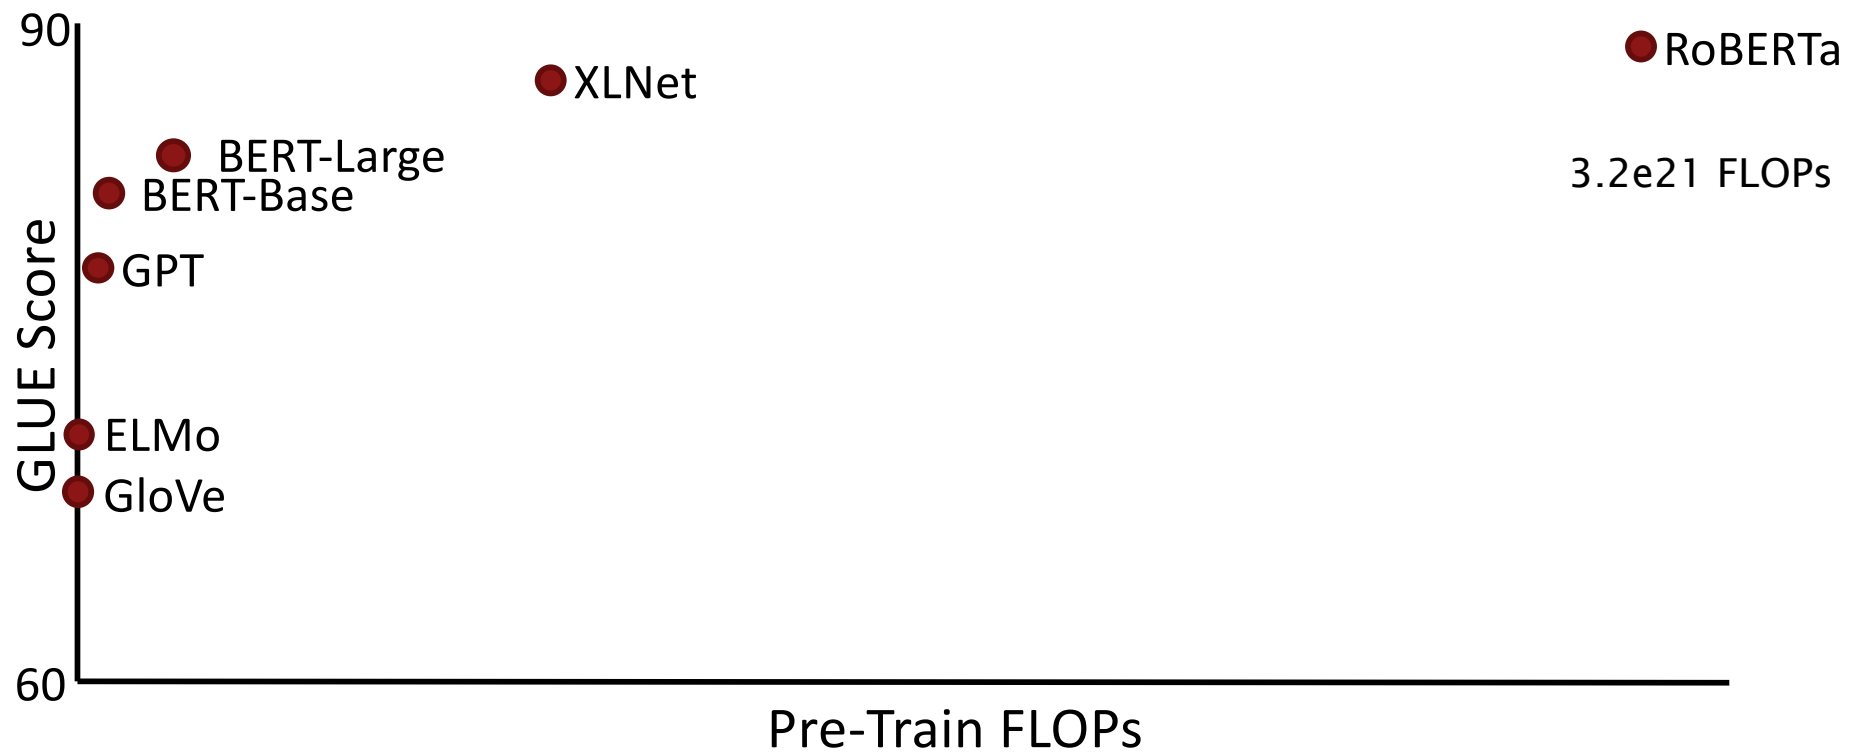 90
RoBERTa
XLNet
BERT-Large
3.2e21 FLOPs
BERT-Base
GPT
GLUE Score
ELMo
GloVe
60
Pre-Train FLOPs